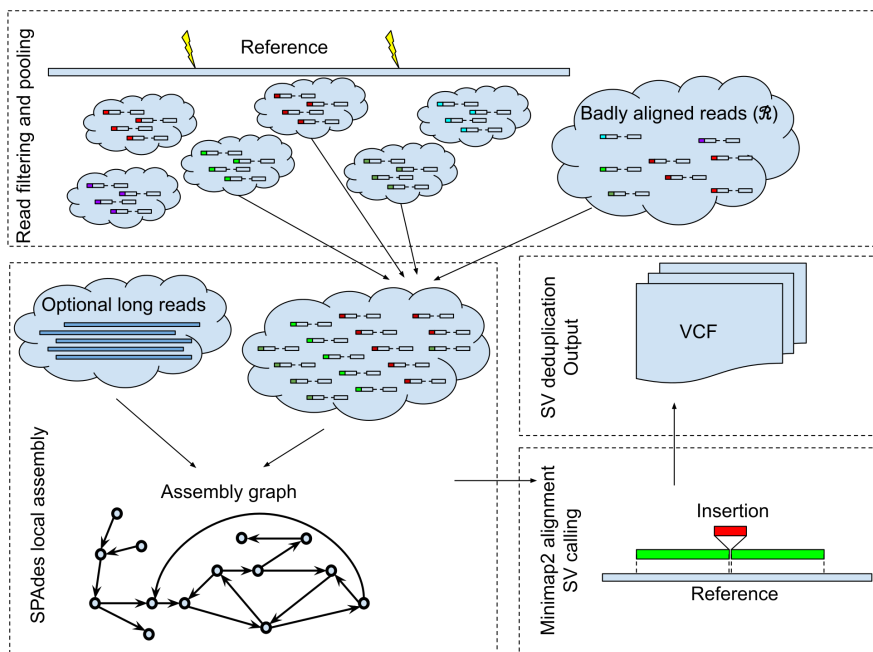 Read filtering and pooling
Reference
Badly aligned reads (ℛ)
SPAdes local assembly
Optional long reads
Assembly graph
SV deduplication
Output
VCF
Minimap2 alignment
SV calling
Insertion
Reference